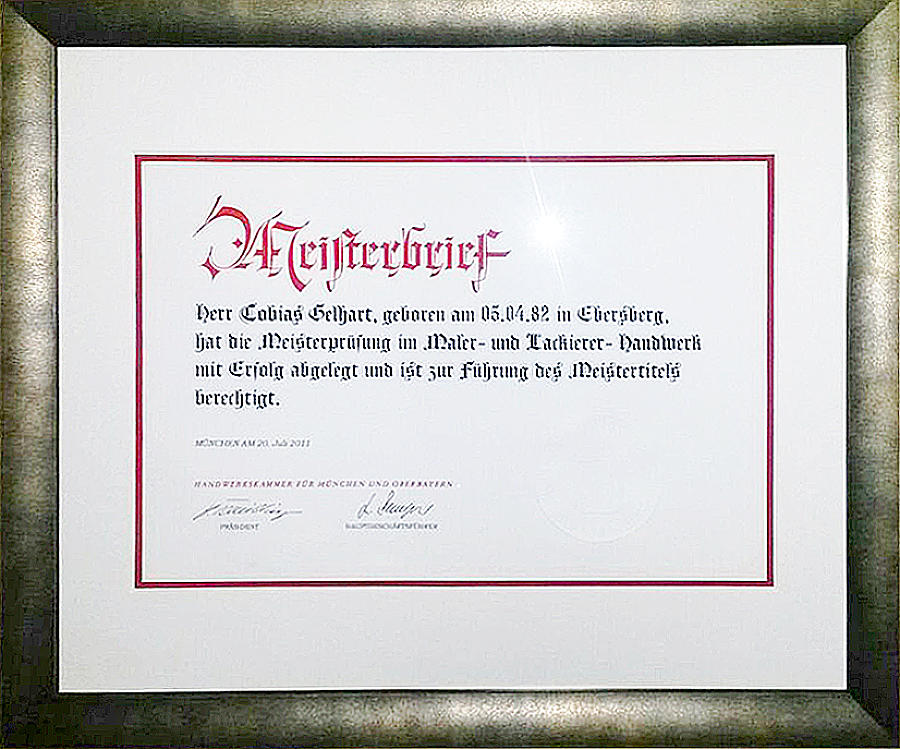 Meisterbrief
Herr Tobias Gelhart, geboren am 05.04.82 in Ebersberg,
hat die Meisterprüfung im Maler- und Lackierer- Handwerk
mit Erfolg abgelegt und ist zur Führung des Meistertitels
berechtigt.
MÜNCHEN AM 20. Juli 2011
HANDWERKSKAMMER FÜR MÜNCHEN UND OBERBAYERN
PRÄSIDENT HAUPTGESCHÄFTSFÜHRER